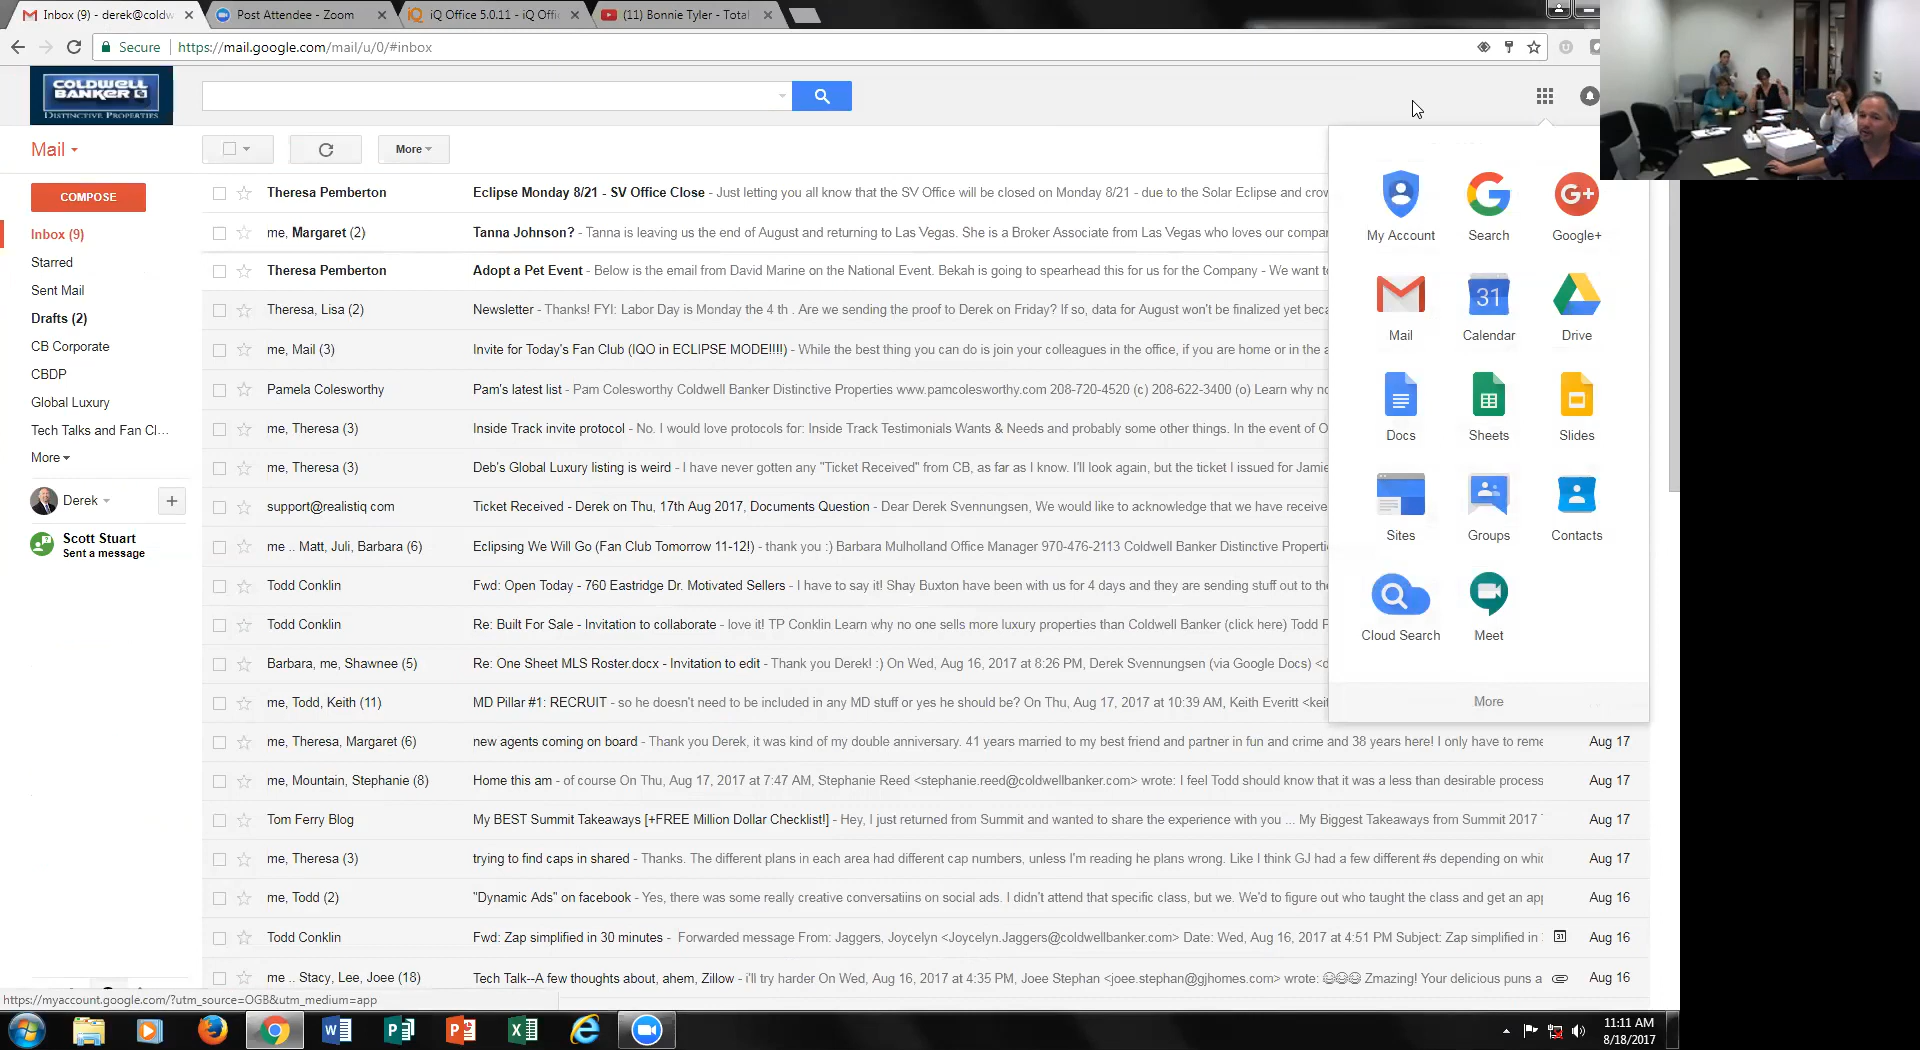 Inbox (9) - derek@coldw
Post Attendee - Zoom
iQ Office 5.0.11 - iQ Offic
(11) Bonnie Tyler - Total
Secure
https://mail.google.com/mail/u/0/#inbox
COLDWELL BANKER
DISTINCTIVE PROPERTIES
Mail
More
COMPOSE
Inbox (9)
Starred
Sent Mail
Drafts (2)
CB Corporate
CBDP
Global Luxury
Tech Talks and Fan Cl...
More
Derek
Scott Stuart
Sent a message
Theresa Pemberton Eclipse Monday 8/21 - SV Office Close - Just letting you all know that the SV Office will be closed on Monday 8/21 - due to the Solar Eclipse and crow
me, Margaret (2) Tanna Johnson? - Tanna is leaving us the end of August and returning to Las Vegas. She is a Broker Associate from Las Vegas who loves our compar
Theresa Pemberton Adopt a Pet Event - Below is the email from David Marine on the National Event. Bekah is going to spearhead this for us for the Company - We want t
Theresa, Lisa (2) Newsletter - Thanks! FYI: Labor Day is Monday the 4 th . Are we sending the proof to Derek on Friday? If so, data for August won't be finalized yet beca
me, Mail (3) Invite for Today's Fan Club (IQO in ECLIPSE MODE!!!!) - While the best thing you can do is join your colleagues in the office, if you are home or in the a
Pamela Colesworthy Pam's latest list - Pam Colesworthy Coldwell Banker Distinctive Properties www.pamcolesworthy.com 208-720-4520 (c) 208-622-3400 (o) Learn why no
me, Theresa (3) Inside Track invite protocol - No. I would love protocols for: Inside Track Testimonials Wants & Needs and probably some other things. In the event of O
me, Theresa (3) Deb's Global Luxury listing is weird - I have never gotten any "Ticket Received" from CB, as far as I know. I'll look again, but the ticket I issued for Jamie
support@realistiq com Ticket Received - Derek on Thu, 17th Aug 2017, Documents Question - Dear Derek Svennungsen, We would like to acknowledge that we have receive
me .. Matt, Juli, Barbara (6) Eclipsing We Will Go (Fan Club Tomorrow 11-12!) - thank you :) Barbara Mulholland Office Manager 970-476-2113 Coldwell Banker Distinctive Properti
Todd Conklin Fwd: Open Today - 760 Eastridge Dr. Motivated Sellers - I have to say it! Shay Buxton have been with us for 4 days and they are sending stuff out to the
Todd Conklin Re: Built For Sale - Invitation to collaborate - love it! TP Conklin Learn why no one sells more luxury properties than Coldwell Banker (click here) Todd P
Barbara, me, Shawnee (5) Re: One Sheet MLS Roster.docx - Invitation to edit - Thank you Derek! :) On Wed, Aug 16, 2017 at 8:26 PM, Derek Svennungsen (via Google Docs) <d
me, Todd, Keith (11) MD Pillar #1: RECRUIT - so he doesn't need to be included in any MD stuff or yes he should be? On Thu, Aug 17, 2017 at 10:39 AM, Keith Everitt <keit
me, Theresa, Margaret (6) new agents coming on board - Thank you Derek, it was kind of my double anniversary. 41 years married to my best friend and partner in fun and crime and 38 years here! I only have to reme Aug 17
me, Mountain, Stephanie (8) Home this am - of course On Thu, Aug 17, 2017 at 7:47 AM, Stephanie Reed <stephanie.reed@coldwellbanker.com> wrote: I feel Todd should know that it was a less than desirable process Aug 17
Tom Ferry Blog My BEST Summit Takeaways [+FREE Million Dollar Checklist!] - Hey, I just returned from Summit and wanted to share the experience with you ... My Biggest Takeaways from Summit 2017 Aug 17
me, Theresa (3) trying to find caps in shared - Thanks. The different plans in each area had different cap numbers, unless I'm reading he plans wrong. Like I think GJ had a few different #s depending on whic Aug 17
me, Todd (2) "Dynamic Ads" on facebook - Yes, there was some really creative conversatiins on social ads. I didn't attend that specific class, but we. We'd to figure out who taught the class and get an app Aug 16
Todd Conklin Fwd: Zap simplified in 30 minutes - Forwarded message From: Jaggers, Joycelyn <Joycelyn.Jaggers@coldwellbanker.com> Date: Wed, Aug 16, 2017 at 4:51 PM Subject: Zap simplified in 31 Aug 16
me .. Stacy, Lee, Joee (18) Tech Talk--A few thoughts about, ahem, Zillow - i'll try harder On Wed, Aug 16, 2017 at 4:35 PM, Joee Stephan <joee.stephan@gjhomes.com> wrote: 😂😂😂 Zmazing! Your delicious puns a Aug 16
My Account Search Google+
G G+
Mail Calendar Drive
31
Docs Sheets Slides
Sites Groups Contacts
Cloud Search Meet
More
https://myaccount.google.com/?utm_source=OGB&utm_medium=app
11:11 AM
8/18/2017